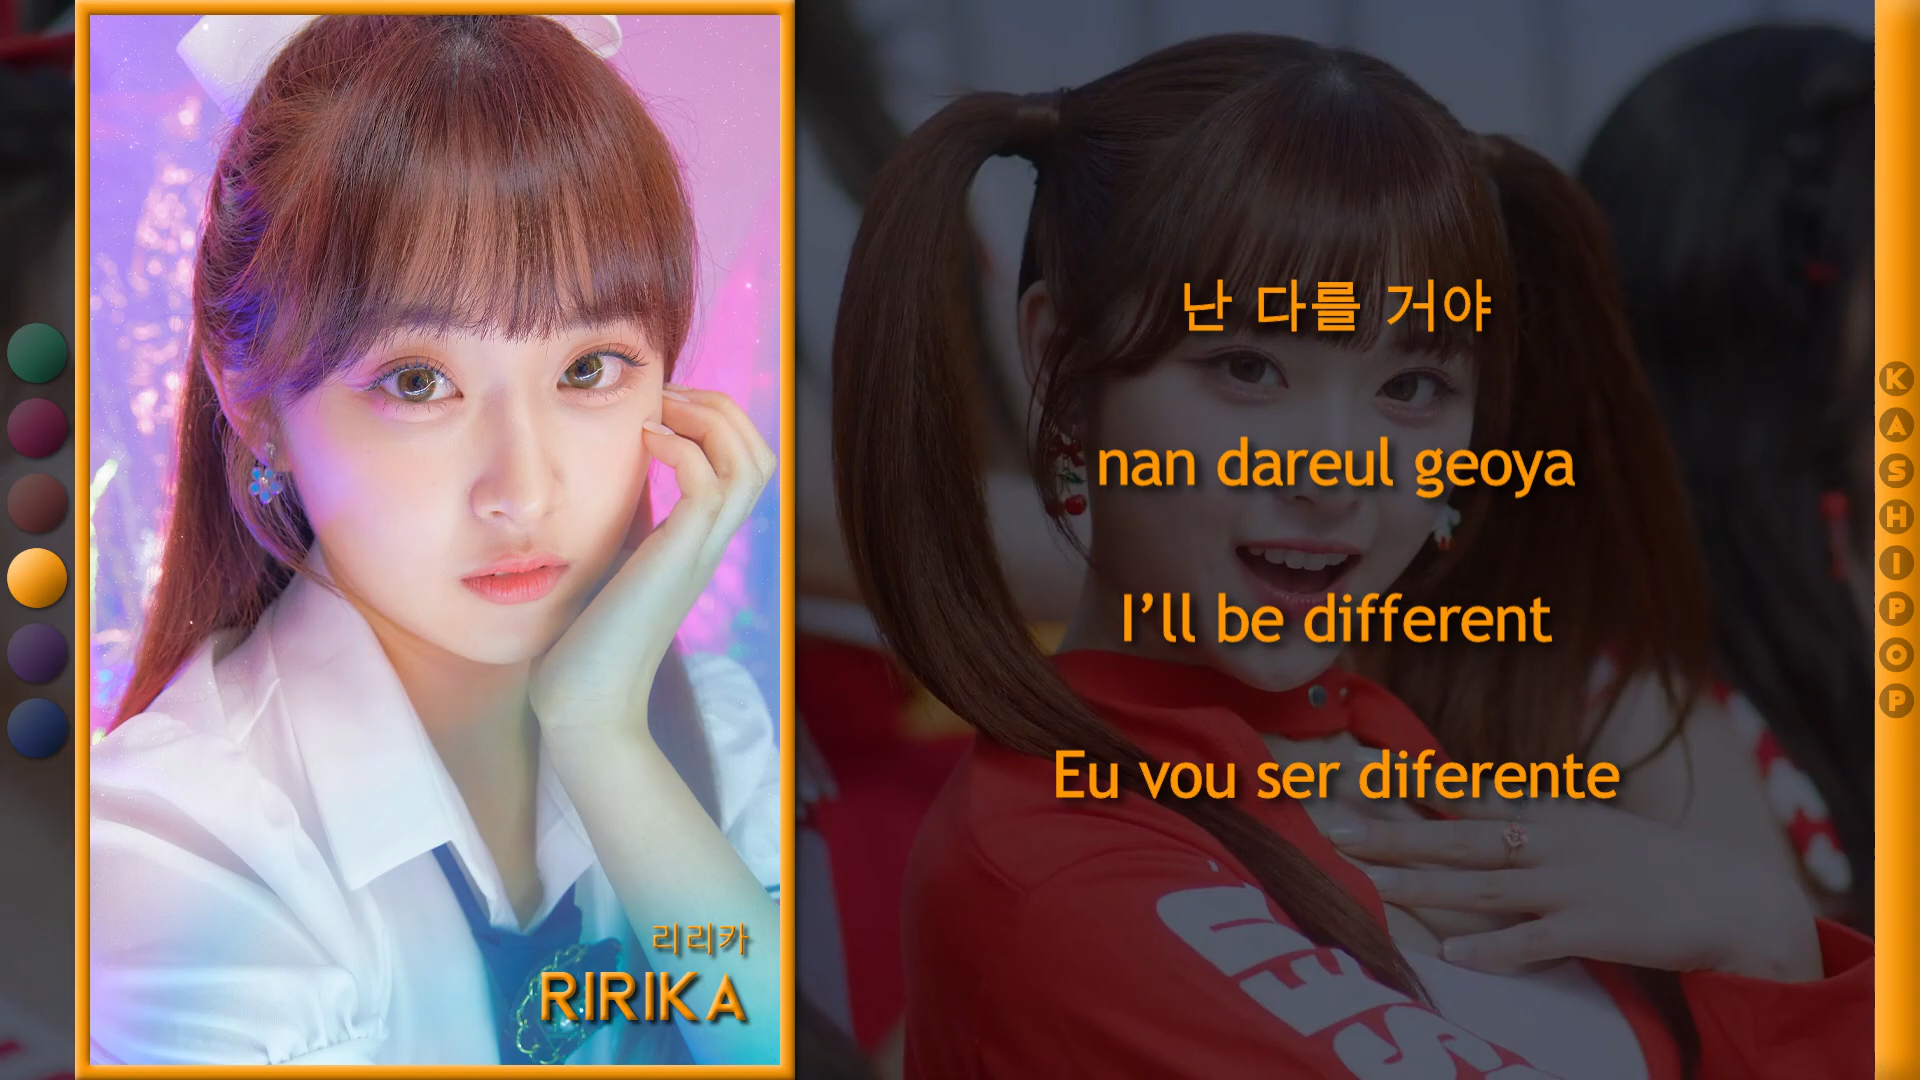 리리카
RIRIKA
난 다를 거야
nan dareul geoya
I’ll be different
Eu vou ser diferente
YES
KASHIPOP